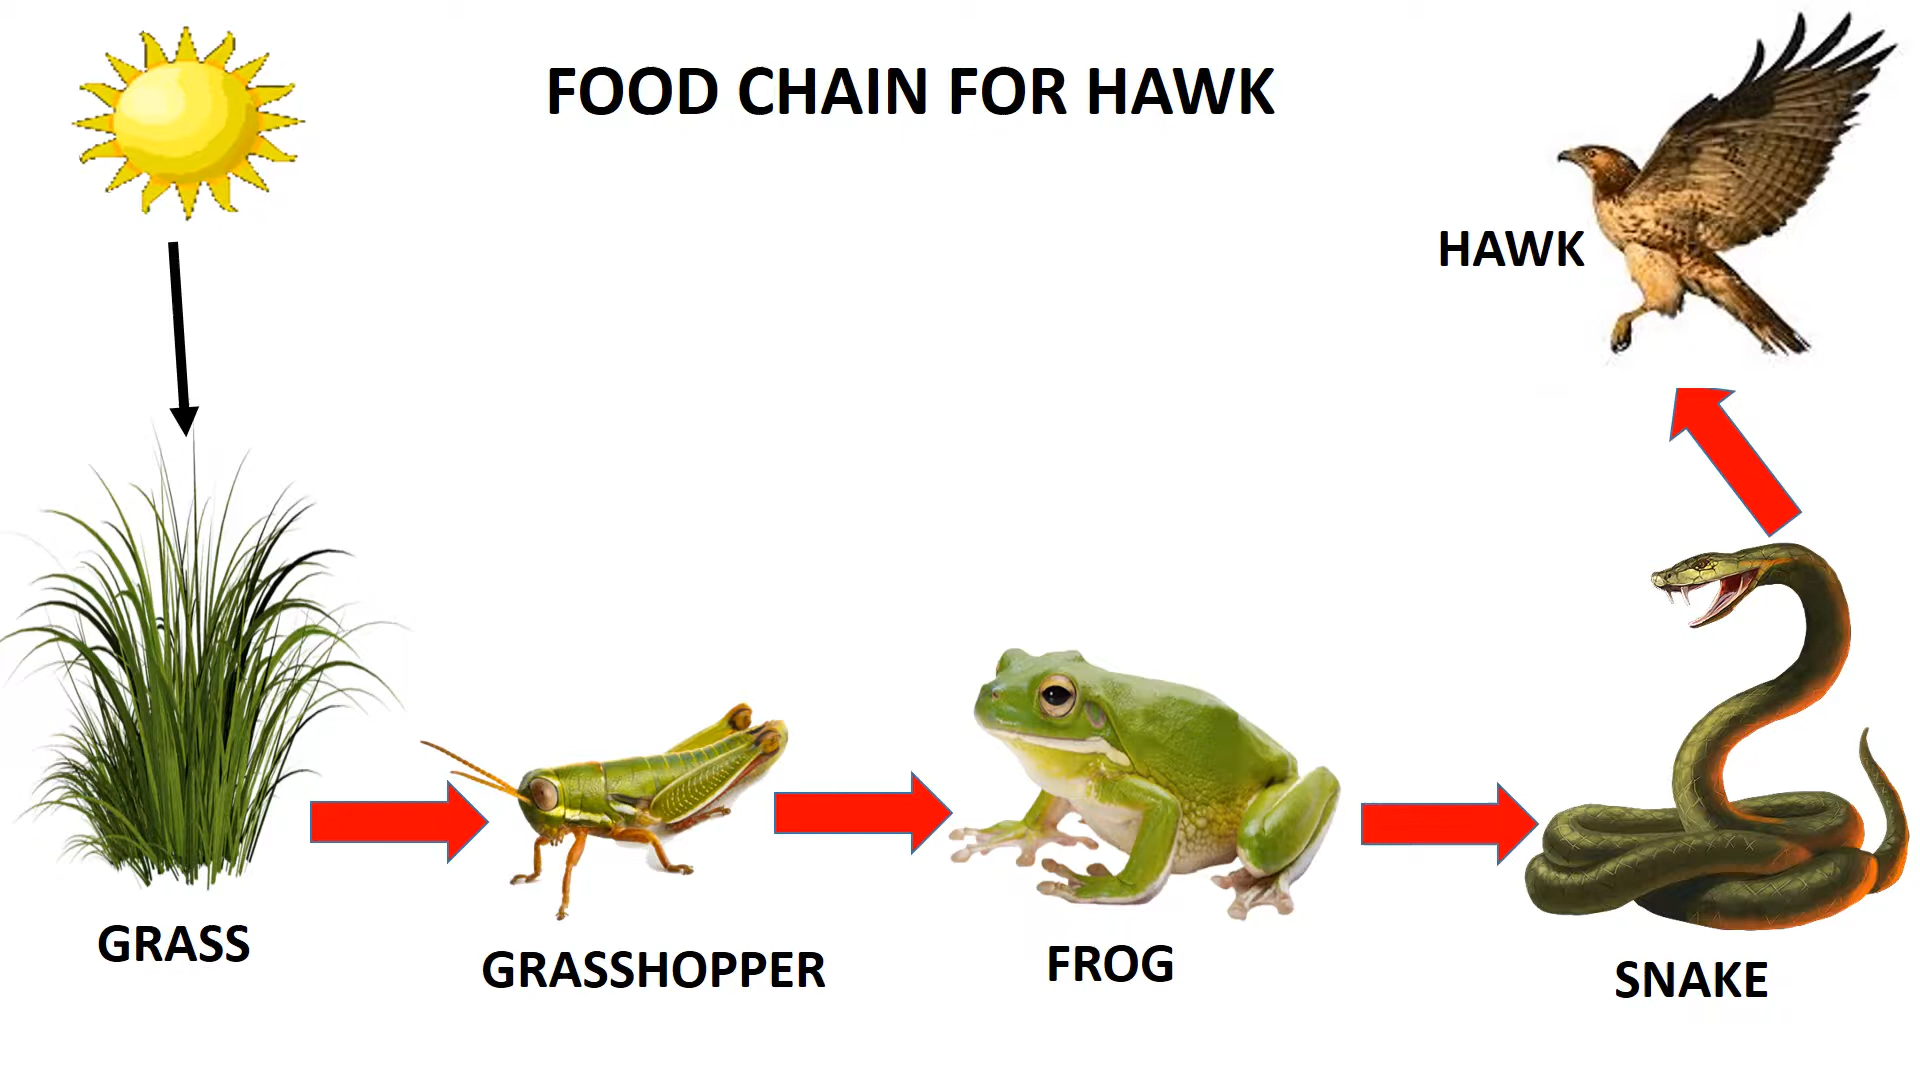 FOOD CHAIN FOR HAWK
HAWK
GRASS
GRASSHOPPER
FROG
SNAKE